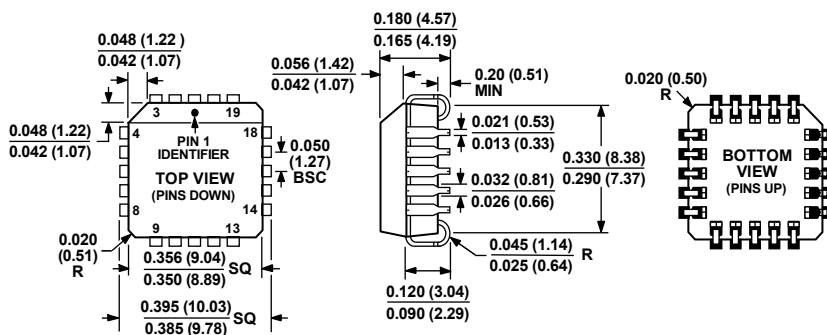 0.048 (1.22 )
0.042 (1.07)
0.048 (1.22)
0.042 (1.07)
3
19
4
18
PIN 1
IDENTIFIER
TOP VIEW
(PINS DOWN)
8
14
9
13
0.050
(1.27)
BSC
0.020
(0.51)
R
0.356 (9.04)
0.350 (8.89)
SQ
0.395 (10.03)
0.385 (9.78)
SQ
0.180 (4.57)
0.165 (4.19)
0.056 (1.42)
0.042 (1.07)
0.20 (0.51)
MIN
0.021 (0.53)
0.013 (0.33)
0.032 (0.81)
0.026 (0.66)
0.330 (8.38)
0.290 (7.37)
0.045 (1.14)
0.025 (0.64)
R
0.120 (3.04)
0.090 (2.29)
0.020 (0.50)
R
BOTTOM
VIEW
(PINS UP)